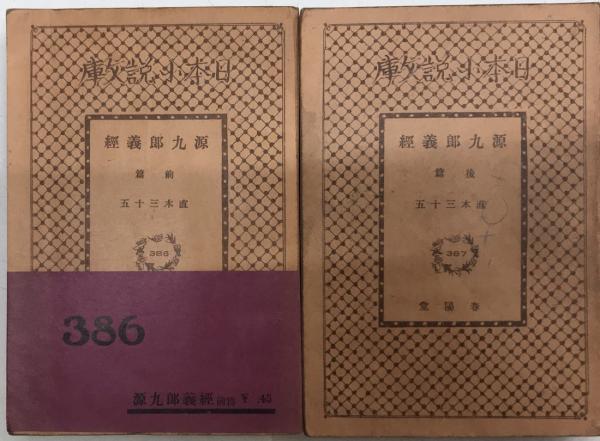 日本小説文庫
源九郎義經
前篇
直木三十五
386
386
源九郎義經 前篇 ¥ .45
日本小説文庫
源九郎義經
後篇
直木三十五
387
春陽堂